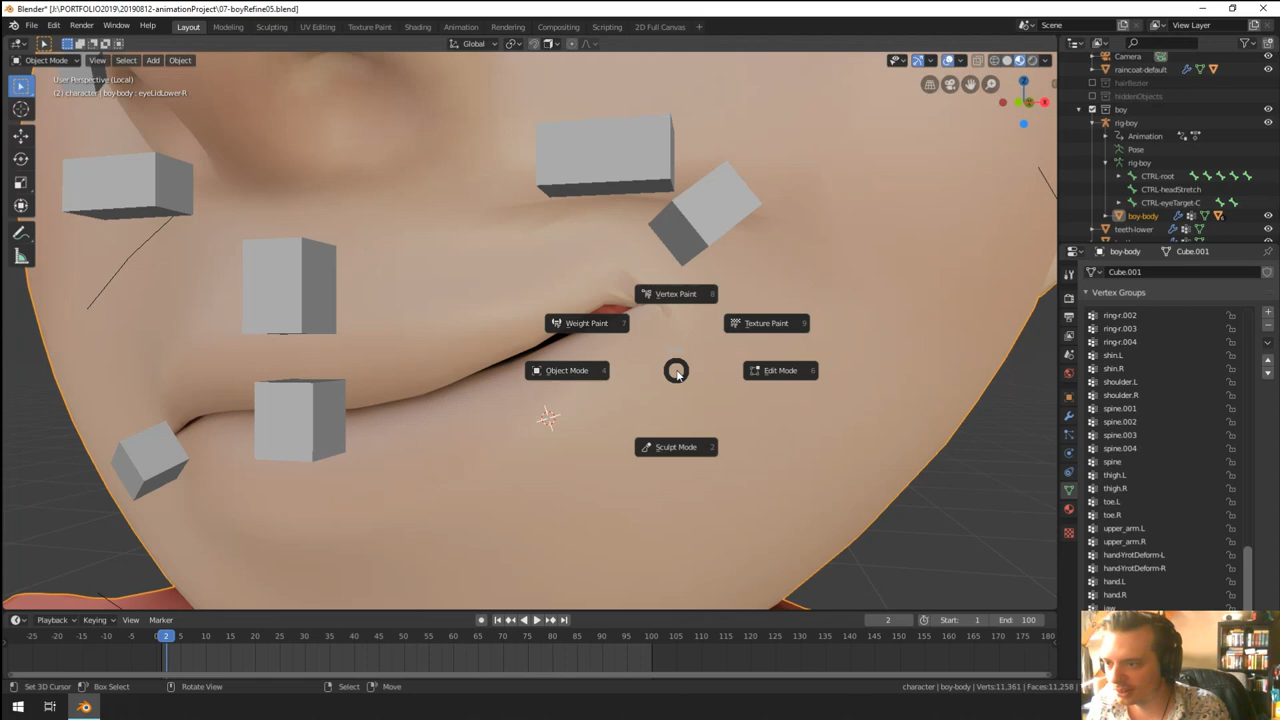 Blender* [J:\PORTFOLIO2019\20190812-animationProject\07-boyRefine05.blend]
File Edit Render Window Help
Layout Modeling Sculpting UV Editing Texture Paint Shading Animation Rendering Compositing Scripting 2D Full Canvas +
Scene View Layer
Global
Object Mode View Select Add Object
User Perspective (Local)
(2) character | boy-body : eyeLidLower-R
Camera
raincoat-default
hairBezier
hiddenObjects
boy
rig-boy
Animation
Pose
rig-boy
CTRL-root
CTRL-headStretch
CTRL-eyeTarget-C
boy-body
teeth-lower
boy-body Cube.001
Cube.001
Vertex Groups
ring-r.002
ring-r.003
ring-r.004
shin.L
shin.R
shoulder.L
shoulder.R
spine.001
spine.002
spine.003
spine.004
spine
thigh.L
thigh.R
toe.L
toe.R
upper_arm.L
upper_arm.R
hand-YrotDeform-L
hand-YrotDeform-R
hand.L
hand.R
jaw
Vertex Paint 8
Weight Paint 7
Texture Paint 9
Object Mode 4
Edit Mode 6
Sculpt Mode 2
Playback Keying View Marker
2 Start: 1 End: 100
-25 -20 -15 -10 -5 2 5 10 15 20 25 30 35 40 45 50 55 60 65 70 75 80 85 90 95 100 105 110 115 120 125 130 135 140 145 150 155 160 165 170 175 180
Set 3D Cursor Box Select Rotate View Select Move
character | boy-body | Verts:11,361 | Faces:11,258